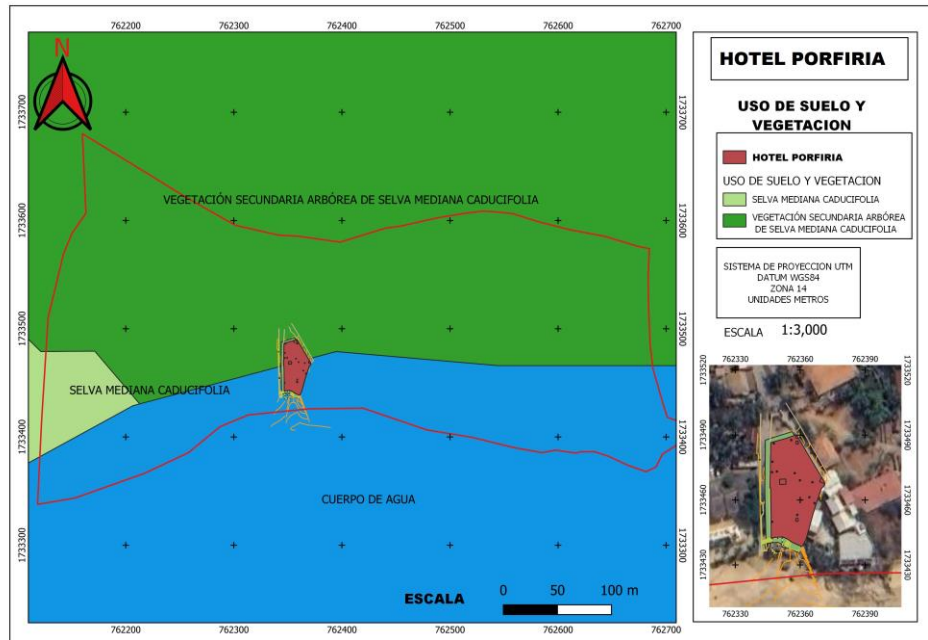 762200 762300 762400 762500 762600 762700
N
1733700
1733600
1733500
1733400
1733300
VEGETACIÓN SECUNDARIA ARBÓREA DE SELVA MEDIANA CADUCIFOLIA
SELVA MEDIANA CADUCIFOLIA
CUERPO DE AGUA
ESCALA
0 50 100 m
1733700
1733600
1733500
1733400
1733300
762200 762300 762400 762500 762600 762700
HOTEL PORFIRIA
USO DE SUELO Y
VEGETACION
HOTEL PORFIRIA
USO DE SUELO Y VEGETACION
SELVA MEDIANA CADUCIFOLIA
VEGETACIÓN SECUNDARIA ARBÓREA
DE SELVA MEDIANA CADUCIFOLIA
SISTEMA DE PROYECCION UTM
DATUM WGS84
ZONA 14
UNIDADES METROS
ESCALA 1:3,000
762330 762360 762390
1733520
1733490
1733460
1733430
1733520
1733490
1733460
1733430
762330 762360 762390